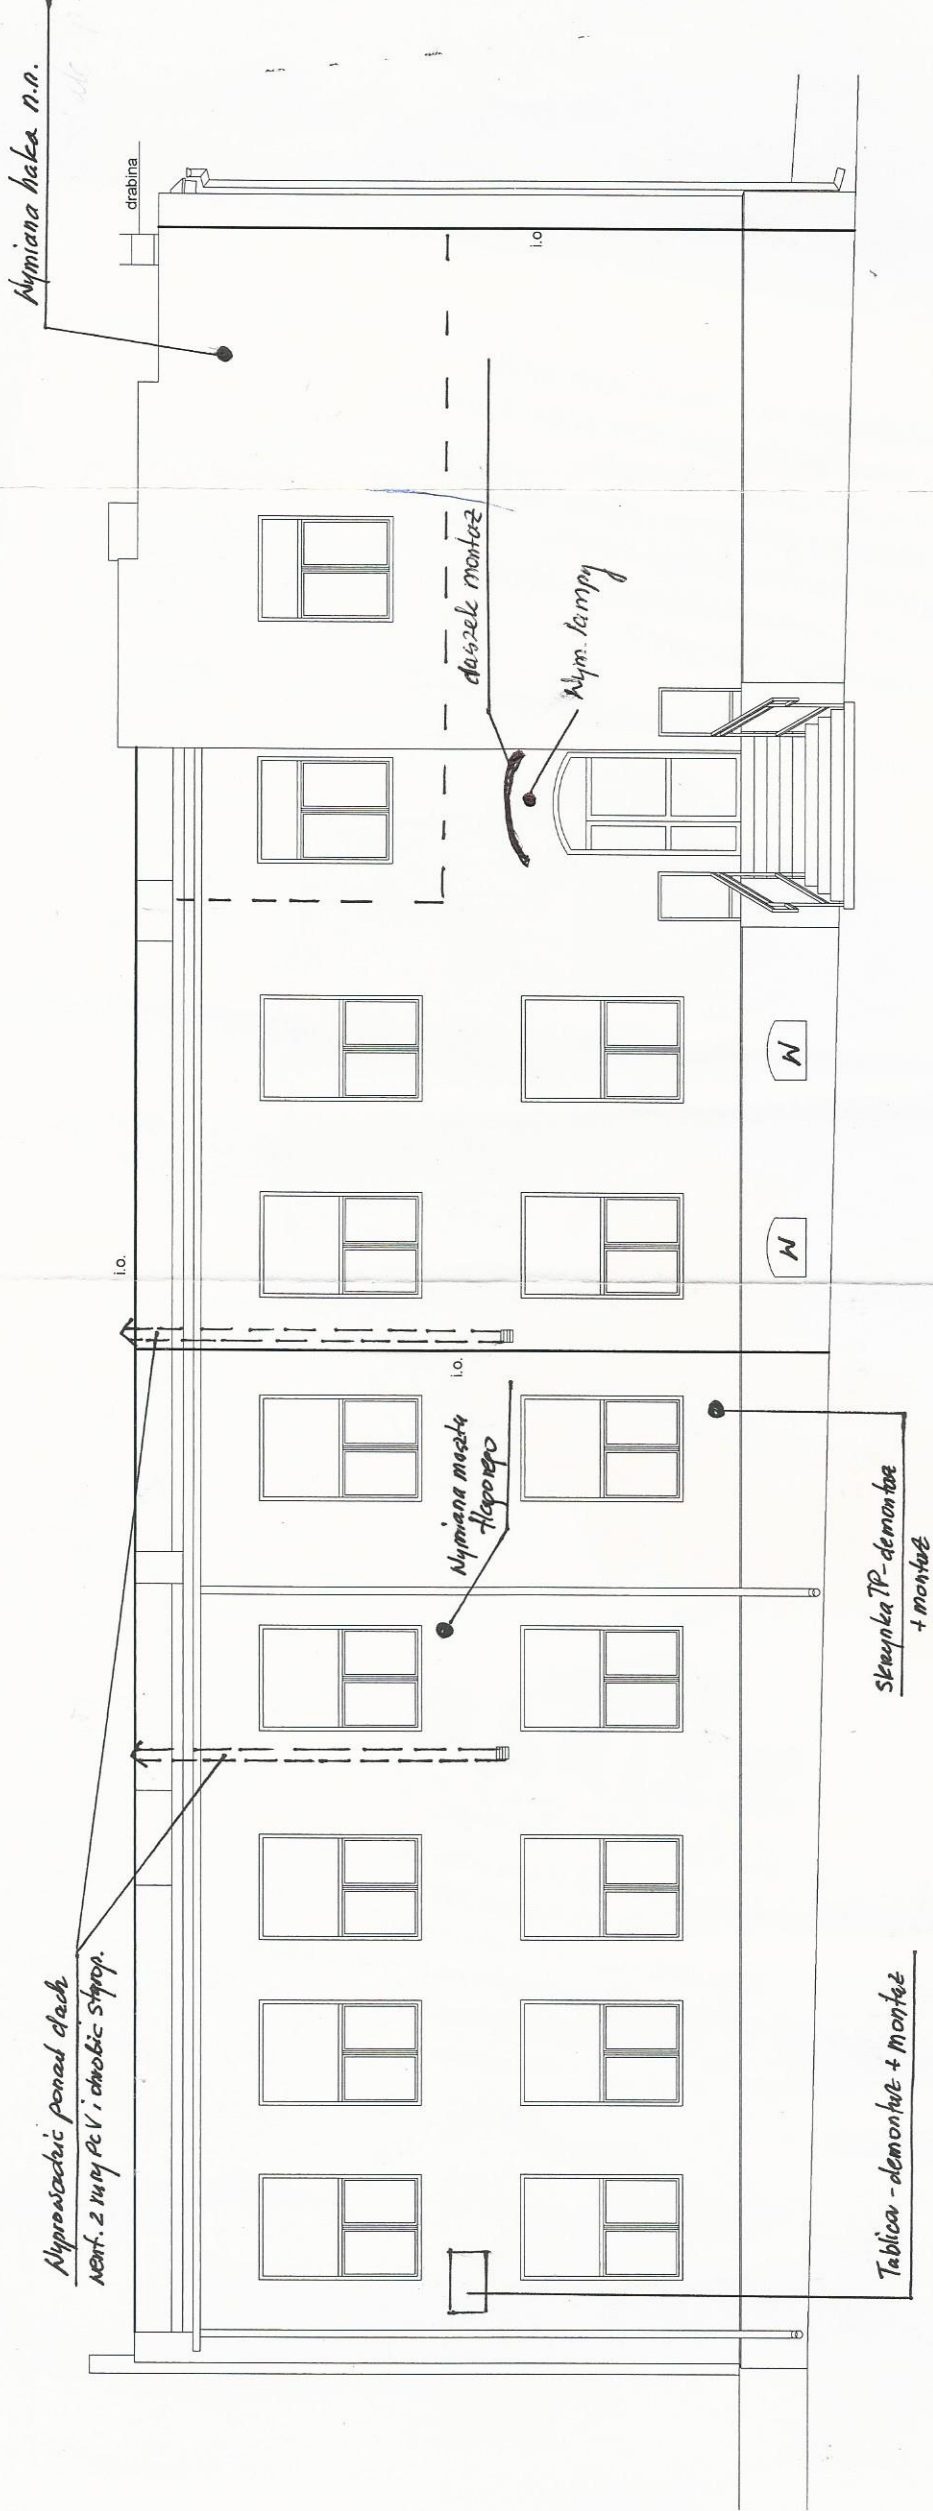 Wymiana haka n.n.
drabina
i.o.
daszek montaż
Wym. lampy
i.o.
i.o.
Wymiana masztu
flagowego
Skrzynka TP - demontaż
+ montaż
W
W
Wyprowadzić ponad dach
went. 2 rury PCV i obrobić styrop.
Tablica - demontaż + montaż